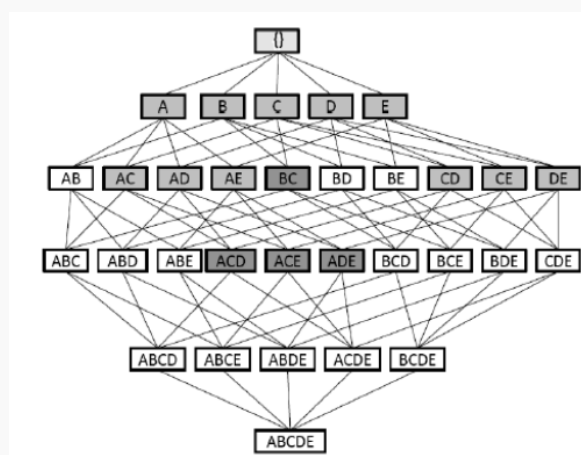 {}
A B C D E
AB AC AD AE BC BD BE CD CE DE
ABC ABD ABE ACD ACE ADE BCD BCE BDE CDE
ABCD ABCE ABDE ACDE BCDE
ABCDE